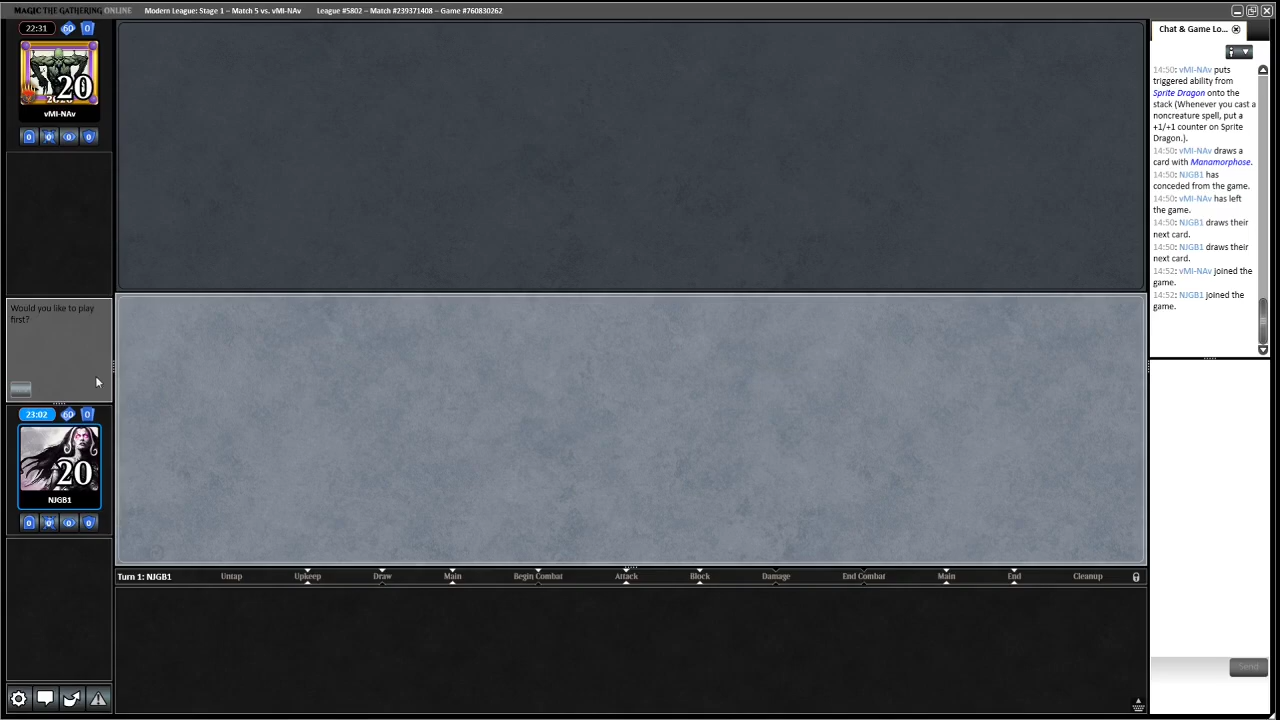 MAGIC THE GATHERING ONLINE
Modern League: Stage 1 – Match 5 vs. vMI-NAv
League #5802 – Match #239371408 – Game #760830262
22:31
60
0
20
vMI-NAv
0
0
0
0
Would you like to play
first?
23:02
60
0
20
NJGB1
0
0
0
0
Turn 1: NJGB1
Untap
Upkeep
Draw
Main
Begin Combat
Attack
Block
Damage
End Combat
Main
End
Cleanup
Chat & Game Lo...
14:50: vMI-NAv puts
triggered ability from
Sprite Dragon onto the
stack (Whenever you cast a
noncreature spell, put a
+1/+1 counter on Sprite
Dragon.).
14:50: vMI-NAv draws a
card with Manamorphose.
14:50: NJGB1 has
conceded from the game.
14:50: vMI-NAv has left
the game.
14:50: NJGB1 draws their
next card.
14:50: NJGB1 draws their
next card.
14:52: vMI-NAv joined the
game.
14:52: NJGB1 joined the
game.
Send